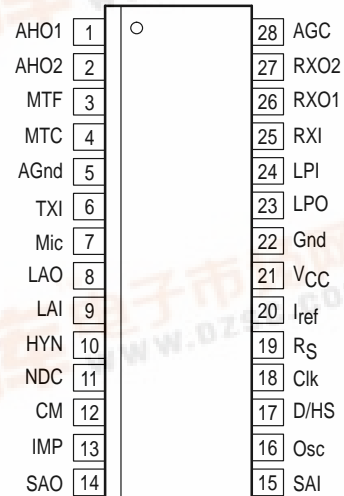 AHO1 1 28 AGC
AHO2 2 27 RXO2
MTF 3 26 RXO1
MTC 4 25 RXI
AGnd 5 24 LPI
TXI 6 23 LPO
Mic 7 22 Gnd
LAO 8 21 VCC
LAI 9 20 Iref
HYN 10 19 RS
NDC 11 18 Clk
CM 12 17 D/HS
IMP 13 16 Osc
SAO 14 15 SAI